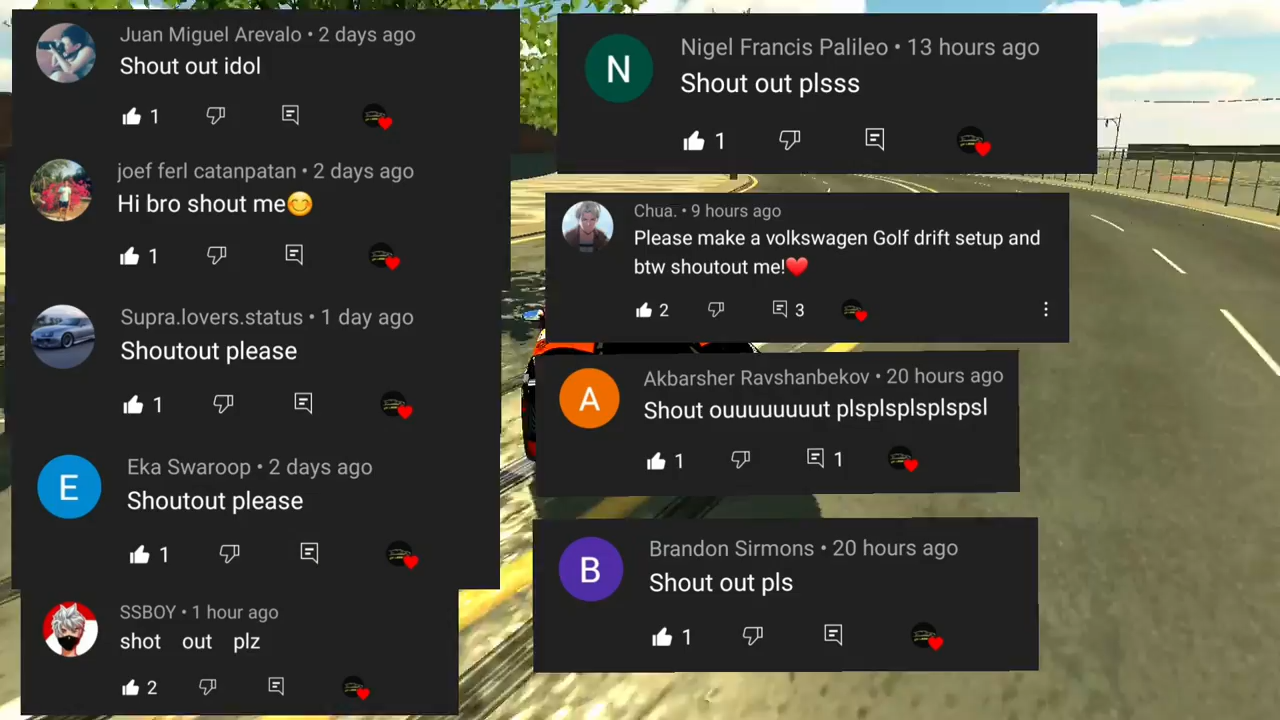 Juan Miguel Arevalo • 2 days ago
Shout out idol
1
joef ferl catanpatan • 2 days ago
Hi bro shout me😊
1
Supra.lovers.status • 1 day ago
Shoutout please
1
E
Eka Swaroop • 2 days ago
Shoutout please
1
SSBOY • 1 hour ago
shot out plz
2
N
Nigel Francis Palileo • 13 hours ago
Shout out plsss
1
Chua. • 9 hours ago
Please make a volkswagen Golf drift setup and
btw shoutout me!❤️
2 3
A
Akbarsher Ravshanbekov • 20 hours ago
Shout ouuuuuuuut plsplsplsplspsl
1 1
B
Brandon Sirmons • 20 hours ago
Shout out pls
1